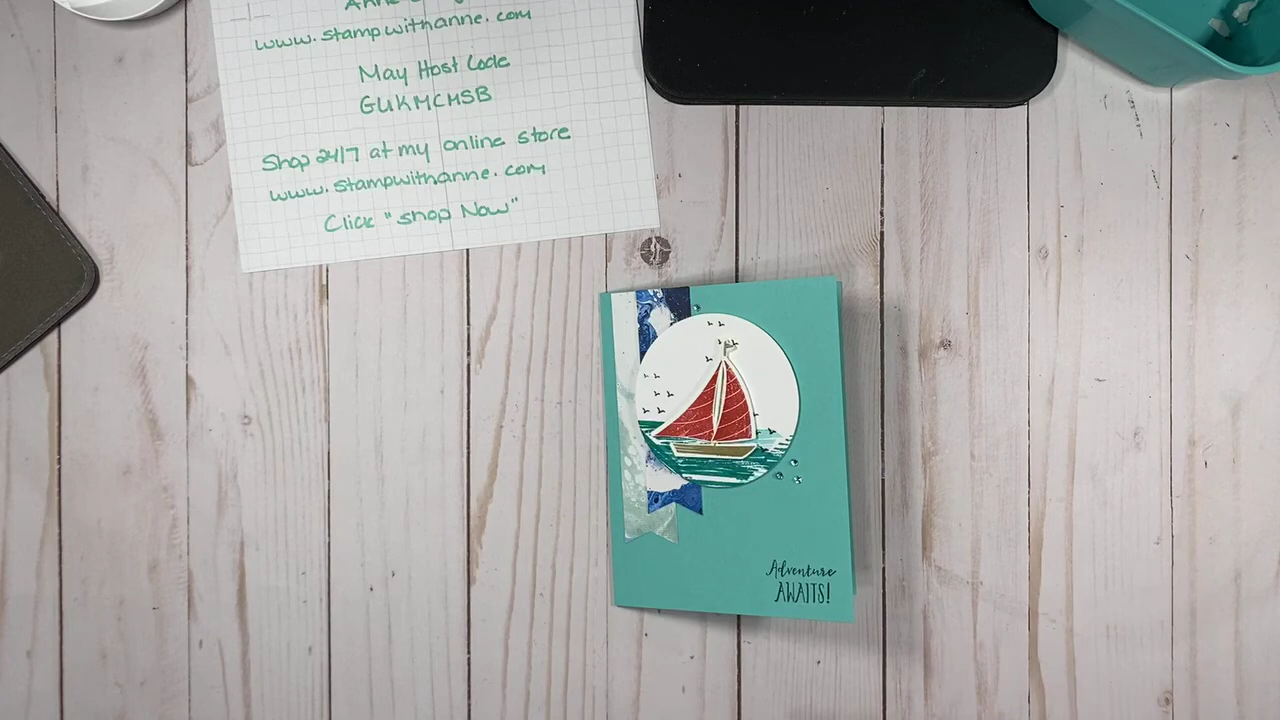 www.stampwithanne.com
May Host Code
GUKMCMSB
Shop 24/7 at my online store
www.stampwithanne.com
Click "Shop Now"
Adventure
AWAITS!